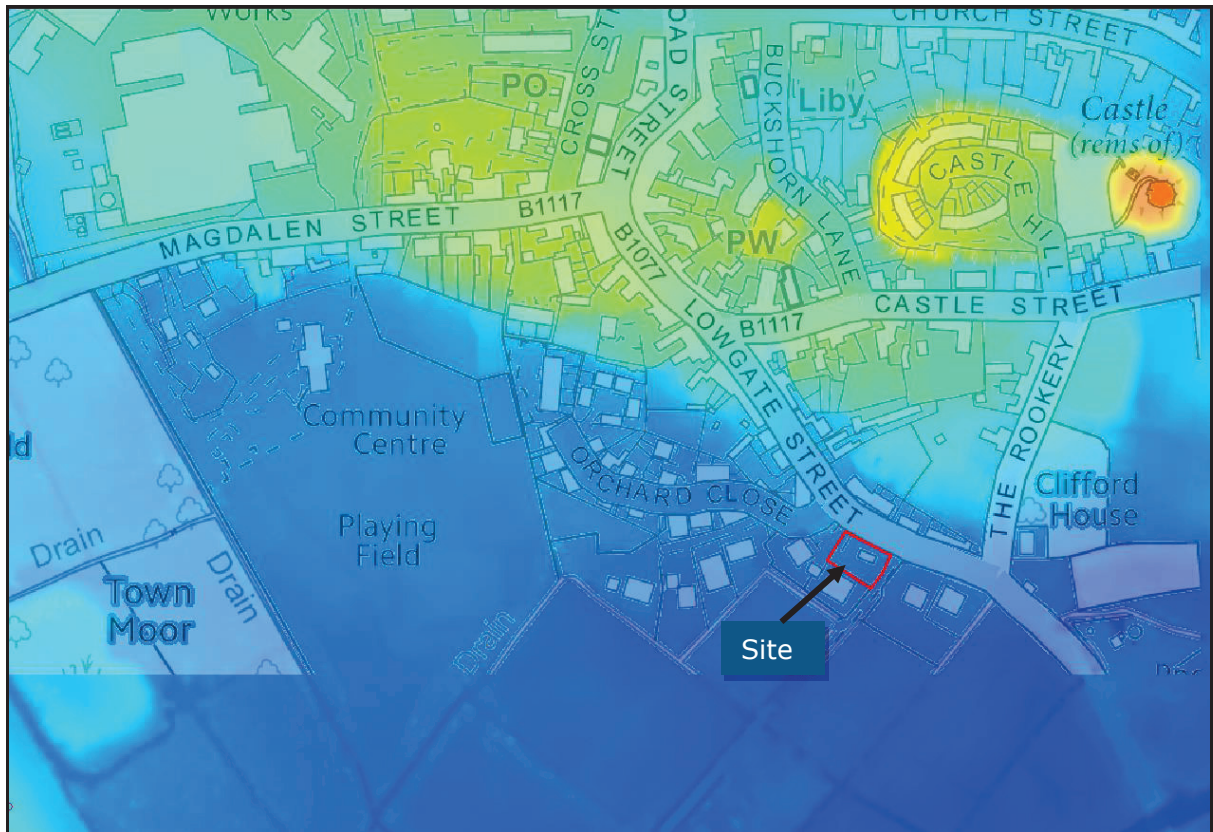 WORKS
CHURCH STREET
PO
CROSS ST
OAD STREET
BUCKSHORN LANE
Liby
Castle
(rems of)
CASTLE HILL
MAGDALEN STREET B1117
B1077
PW
LOWGATE STREET
B1117 CASTLE STREET
THE ROOKERY
Community
Centre
ORCHARD CLOSE
Clifford
House
ld
Playing
Field
Drain
Drain
Town
Moor
Drain
Site